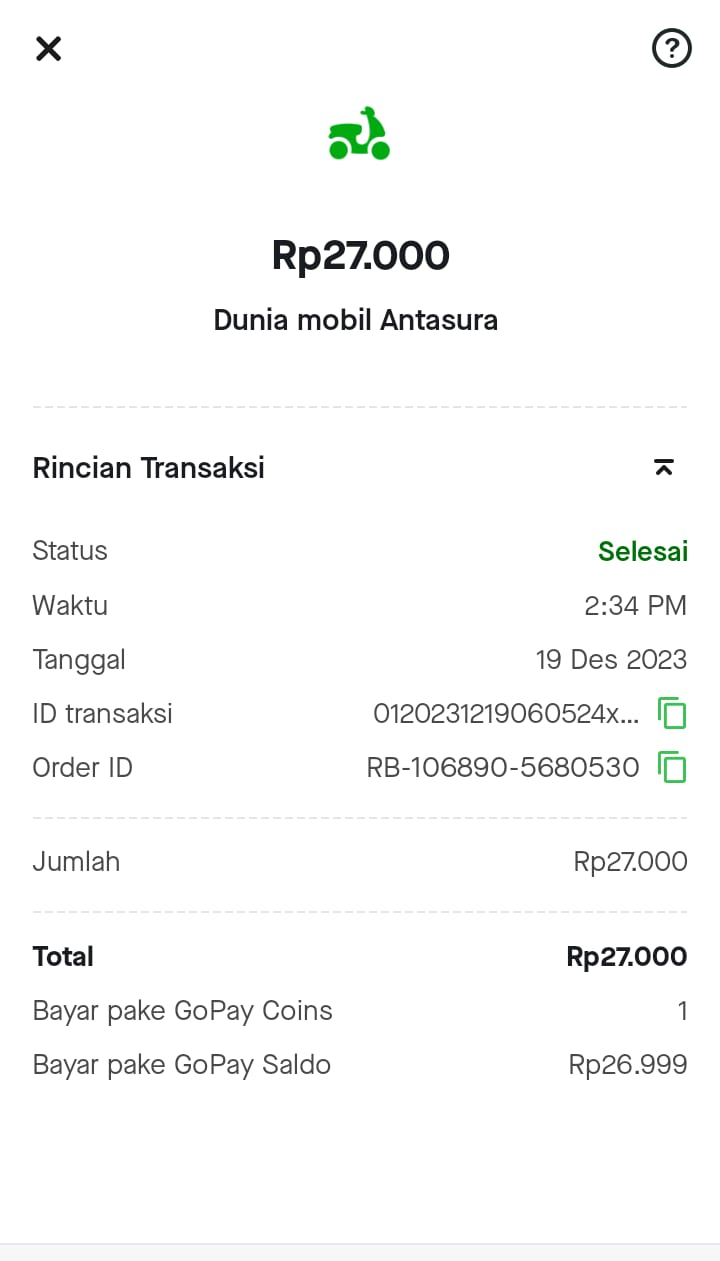 Rp27.000
Dunia mobil Antasura
Rincian Transaksi
Status Selesai
Waktu 2:34 PM
Tanggal 19 Des 2023
ID transaksi 0120231219060524x...
Order ID RB-106890-5680530
Jumlah Rp27.000
Total Rp27.000
Bayar pake GoPay Coins 1
Bayar pake GoPay Saldo Rp26.999